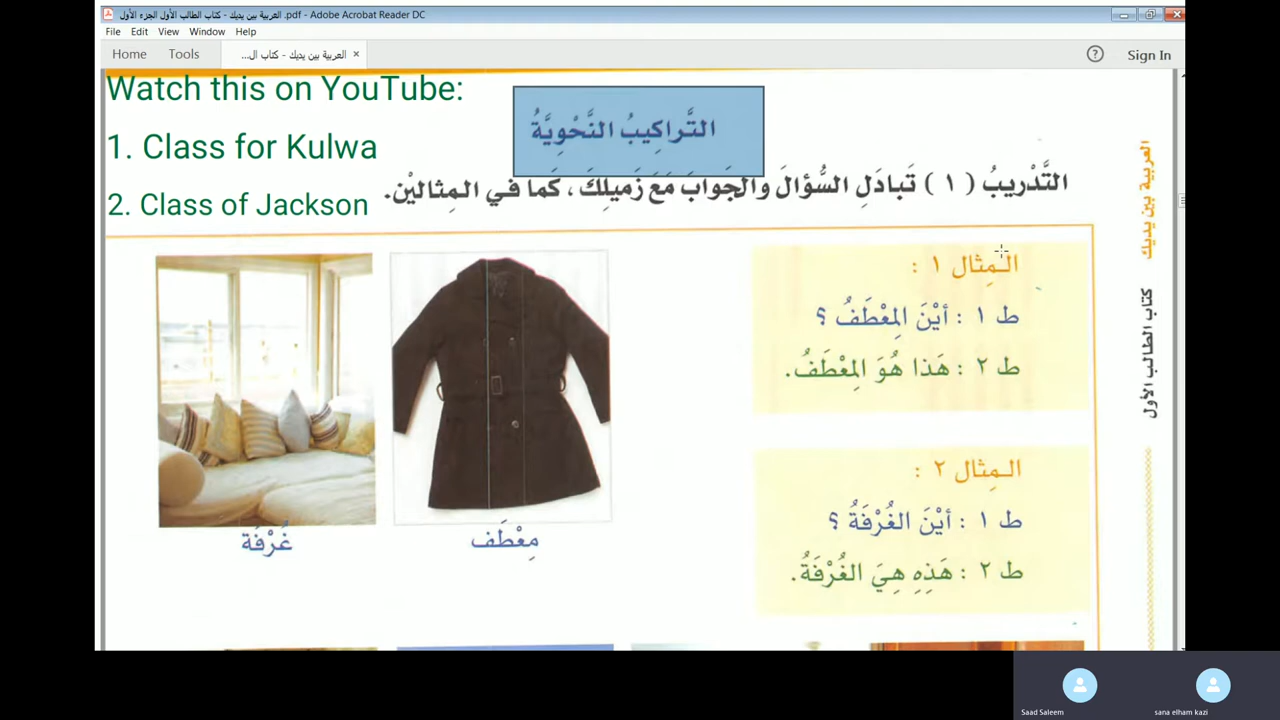 العربية بين يديك - كتاب الطالب الأول الجزء الأول.pdf - Adobe Acrobat Reader DC
File Edit View Window Help
Home Tools العربية بين يديك - كتاب ال... × ? Sign In
Watch this on YouTube:
1. Class for Kulwa
2. Class of Jackson
التَّراكِيبُ النَّحْوِيَّةُ
التَّدْريبُ ( ١ ) تَبادَلِ السُّؤالَ والجَوابَ مَعَ زَميلِكَ، كَما في المِثالَيْن.
المِثال ١ :
ط ١ : أيْنَ المِعْطَفُ ؟
ط ٢ : هَذا هُوَ المِعْطَفُ.
المِثال ٢ :
ط ١ : أيْنَ الغُرْفَةُ ؟
ط ٢ : هَذِهِ هِيَ الغُرْفَةُ.
مِعْطَف
غُرْفَة
العربية بين يديك
كتاب الطالب الأول
Saad Saleem
sana elham kazi